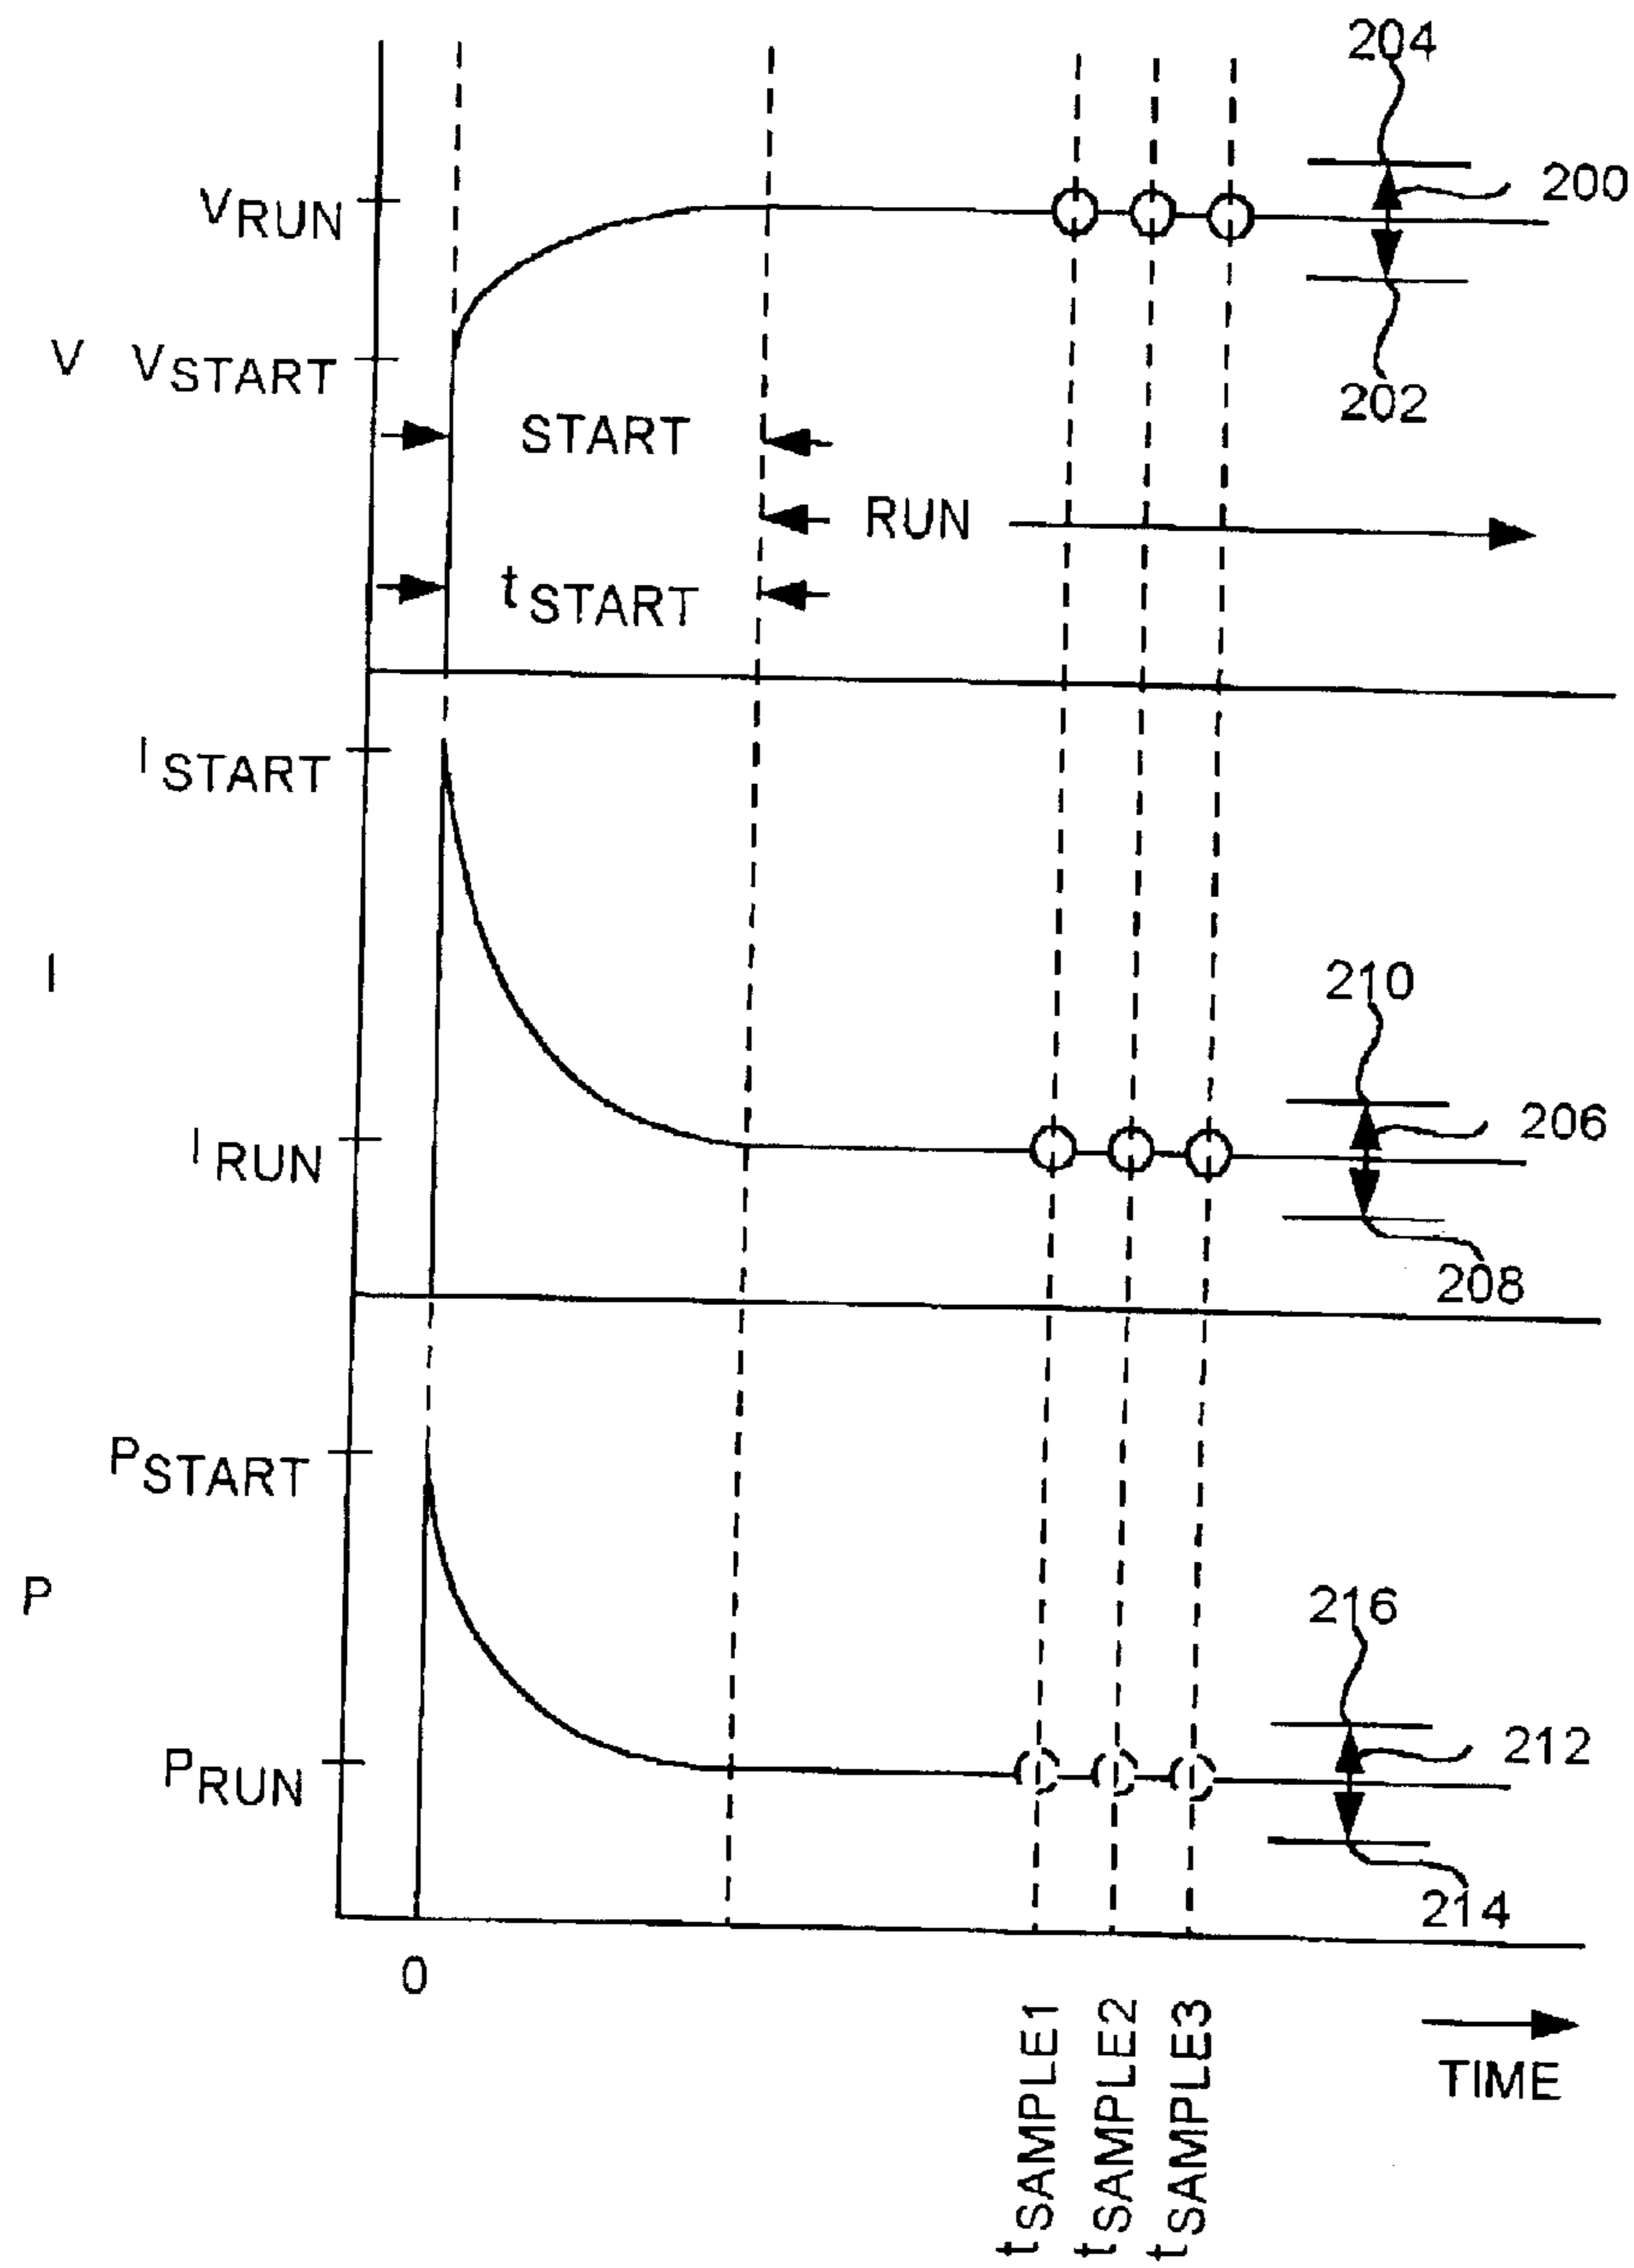 204
200
VRUN
V VSTART
202
START
RUN
tSTART
ISTART
210
I
206
IRUN
208
PSTART
P
216
212
PRUN
214
0
tSAMPLE1
tSAMPLE2
tSAMPLE3
TIME